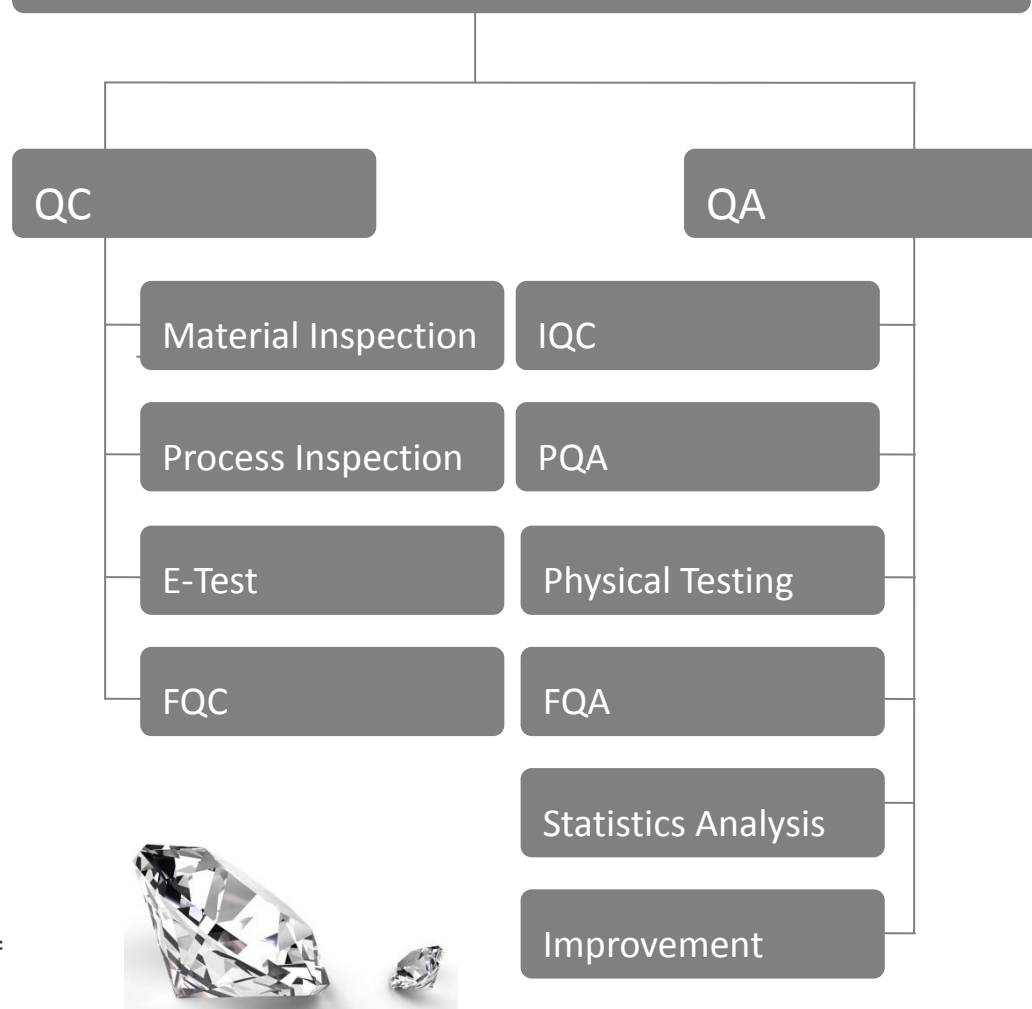 QC
QA
Material Inspection
IQC
Process Inspection
PQA
E-Test
Physical Testing
FQC
FQA
Statistics Analysis
Improvement